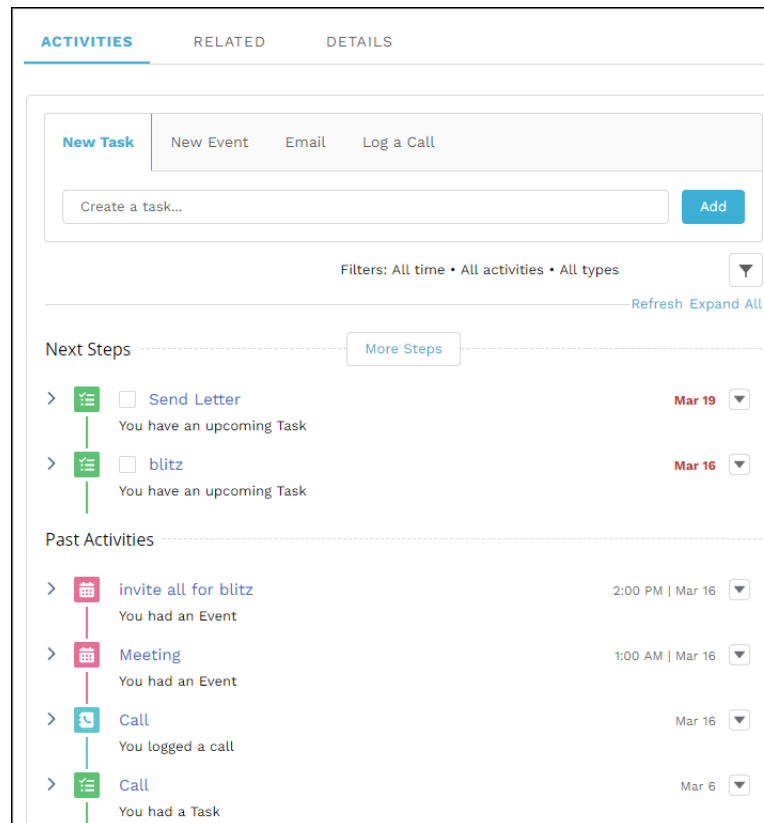 ACTIVITIES RELATED DETAILS
New Task New Event Email Log a Call
Create a task... Add
Filters: All time • All activities • All types
Refresh Expand All
Next Steps More Steps
Send Letter Mar 19
You have an upcoming Task
blitz Mar 16
You have an upcoming Task
Past Activities
invite all for blitz 2:00 PM | Mar 16
You had an Event
Meeting 1:00 AM | Mar 16
You had an Event
Call Mar 16
You logged a call
Call Mar 6
You had a Task